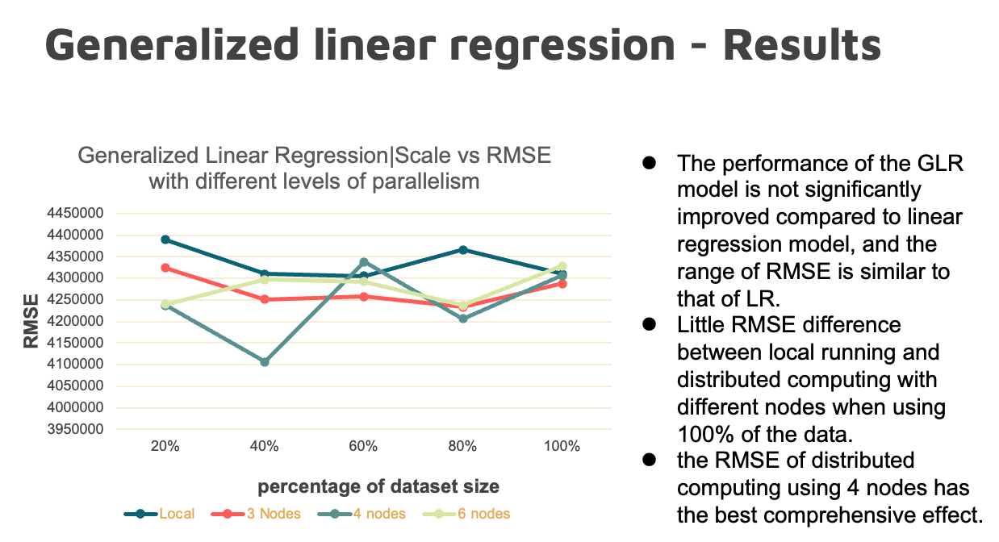 Generalized linear regression - Results
Generalized Linear Regression|Scale vs RMSE
with different levels of parallelism
4450000
4400000
4350000
4300000
4250000
4200000
4150000
4100000
4050000
4000000
3950000
RMSE
20% 40% 60% 80% 100%
percentage of dataset size
Local 3 Nodes 4 nodes 6 nodes
● The performance of the GLR
model is not significantly
improved compared to linear
regression model, and the
range of RMSE is similar to
that of LR.
● Little RMSE difference
between local running and
distributed computing with
different nodes when using
100% of the data.
● the RMSE of distributed
computing using 4 nodes has
the best comprehensive effect.